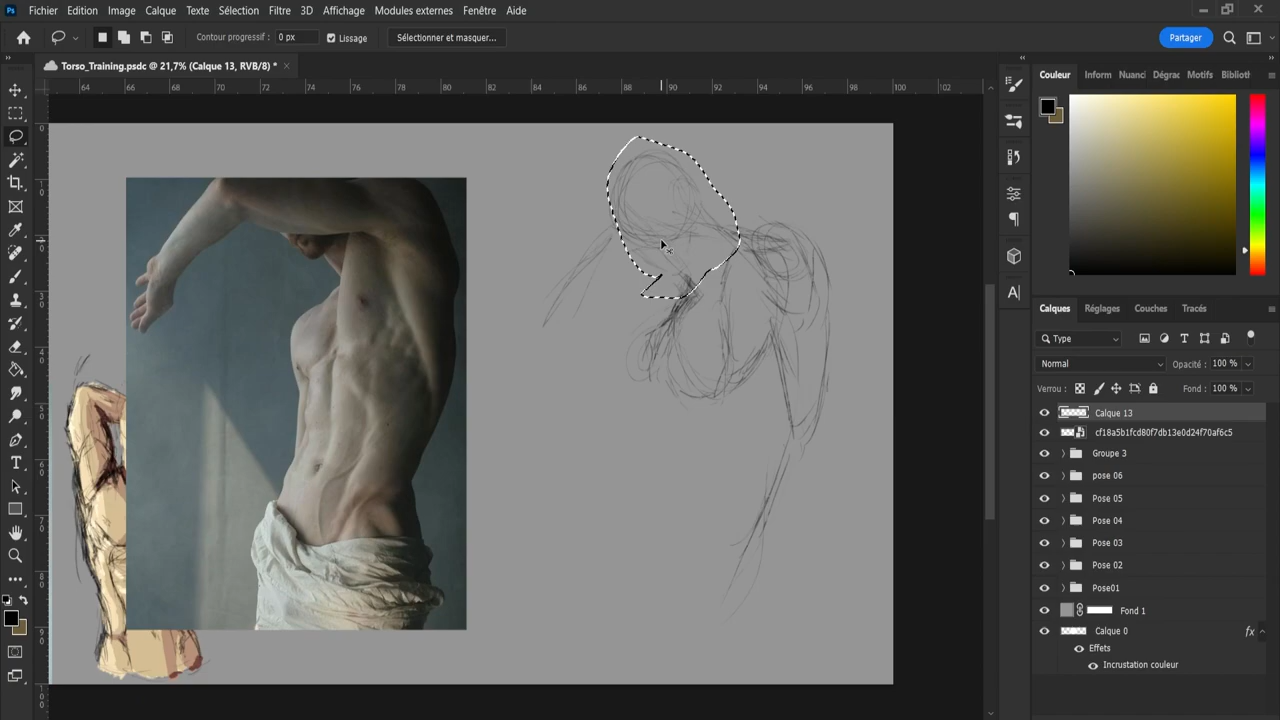 Ps Fichier Edition Image Calque Texte Sélection Filtre 3D Affichage Modules externes Fenêtre Aide
Contour progressif : 0 px Lissage Sélectionner et masquer... Partager
Torso_Training.psdc @ 21,7% (Calque 13, RVB/8) *
64 66 68 70 72 74 76 78 80 82 84 86 88 90 92 94 96 98 100 102
Couleur Inform Nuanci Dégrac Motifs Bibliotl
Calques Réglages Couches Tracés
Type
Normal Opacité : 100 %
Verrou : Fond : 100 %
Calque 13
cf18a5b1fcd80f7db13e0d24f70af6c5
Groupe 3
pose 06
Pose 05
Pose 04
Pose 03
Pose 02
Pose01
Fond 1
Calque 0 fx
Effets
Incrustation couleur